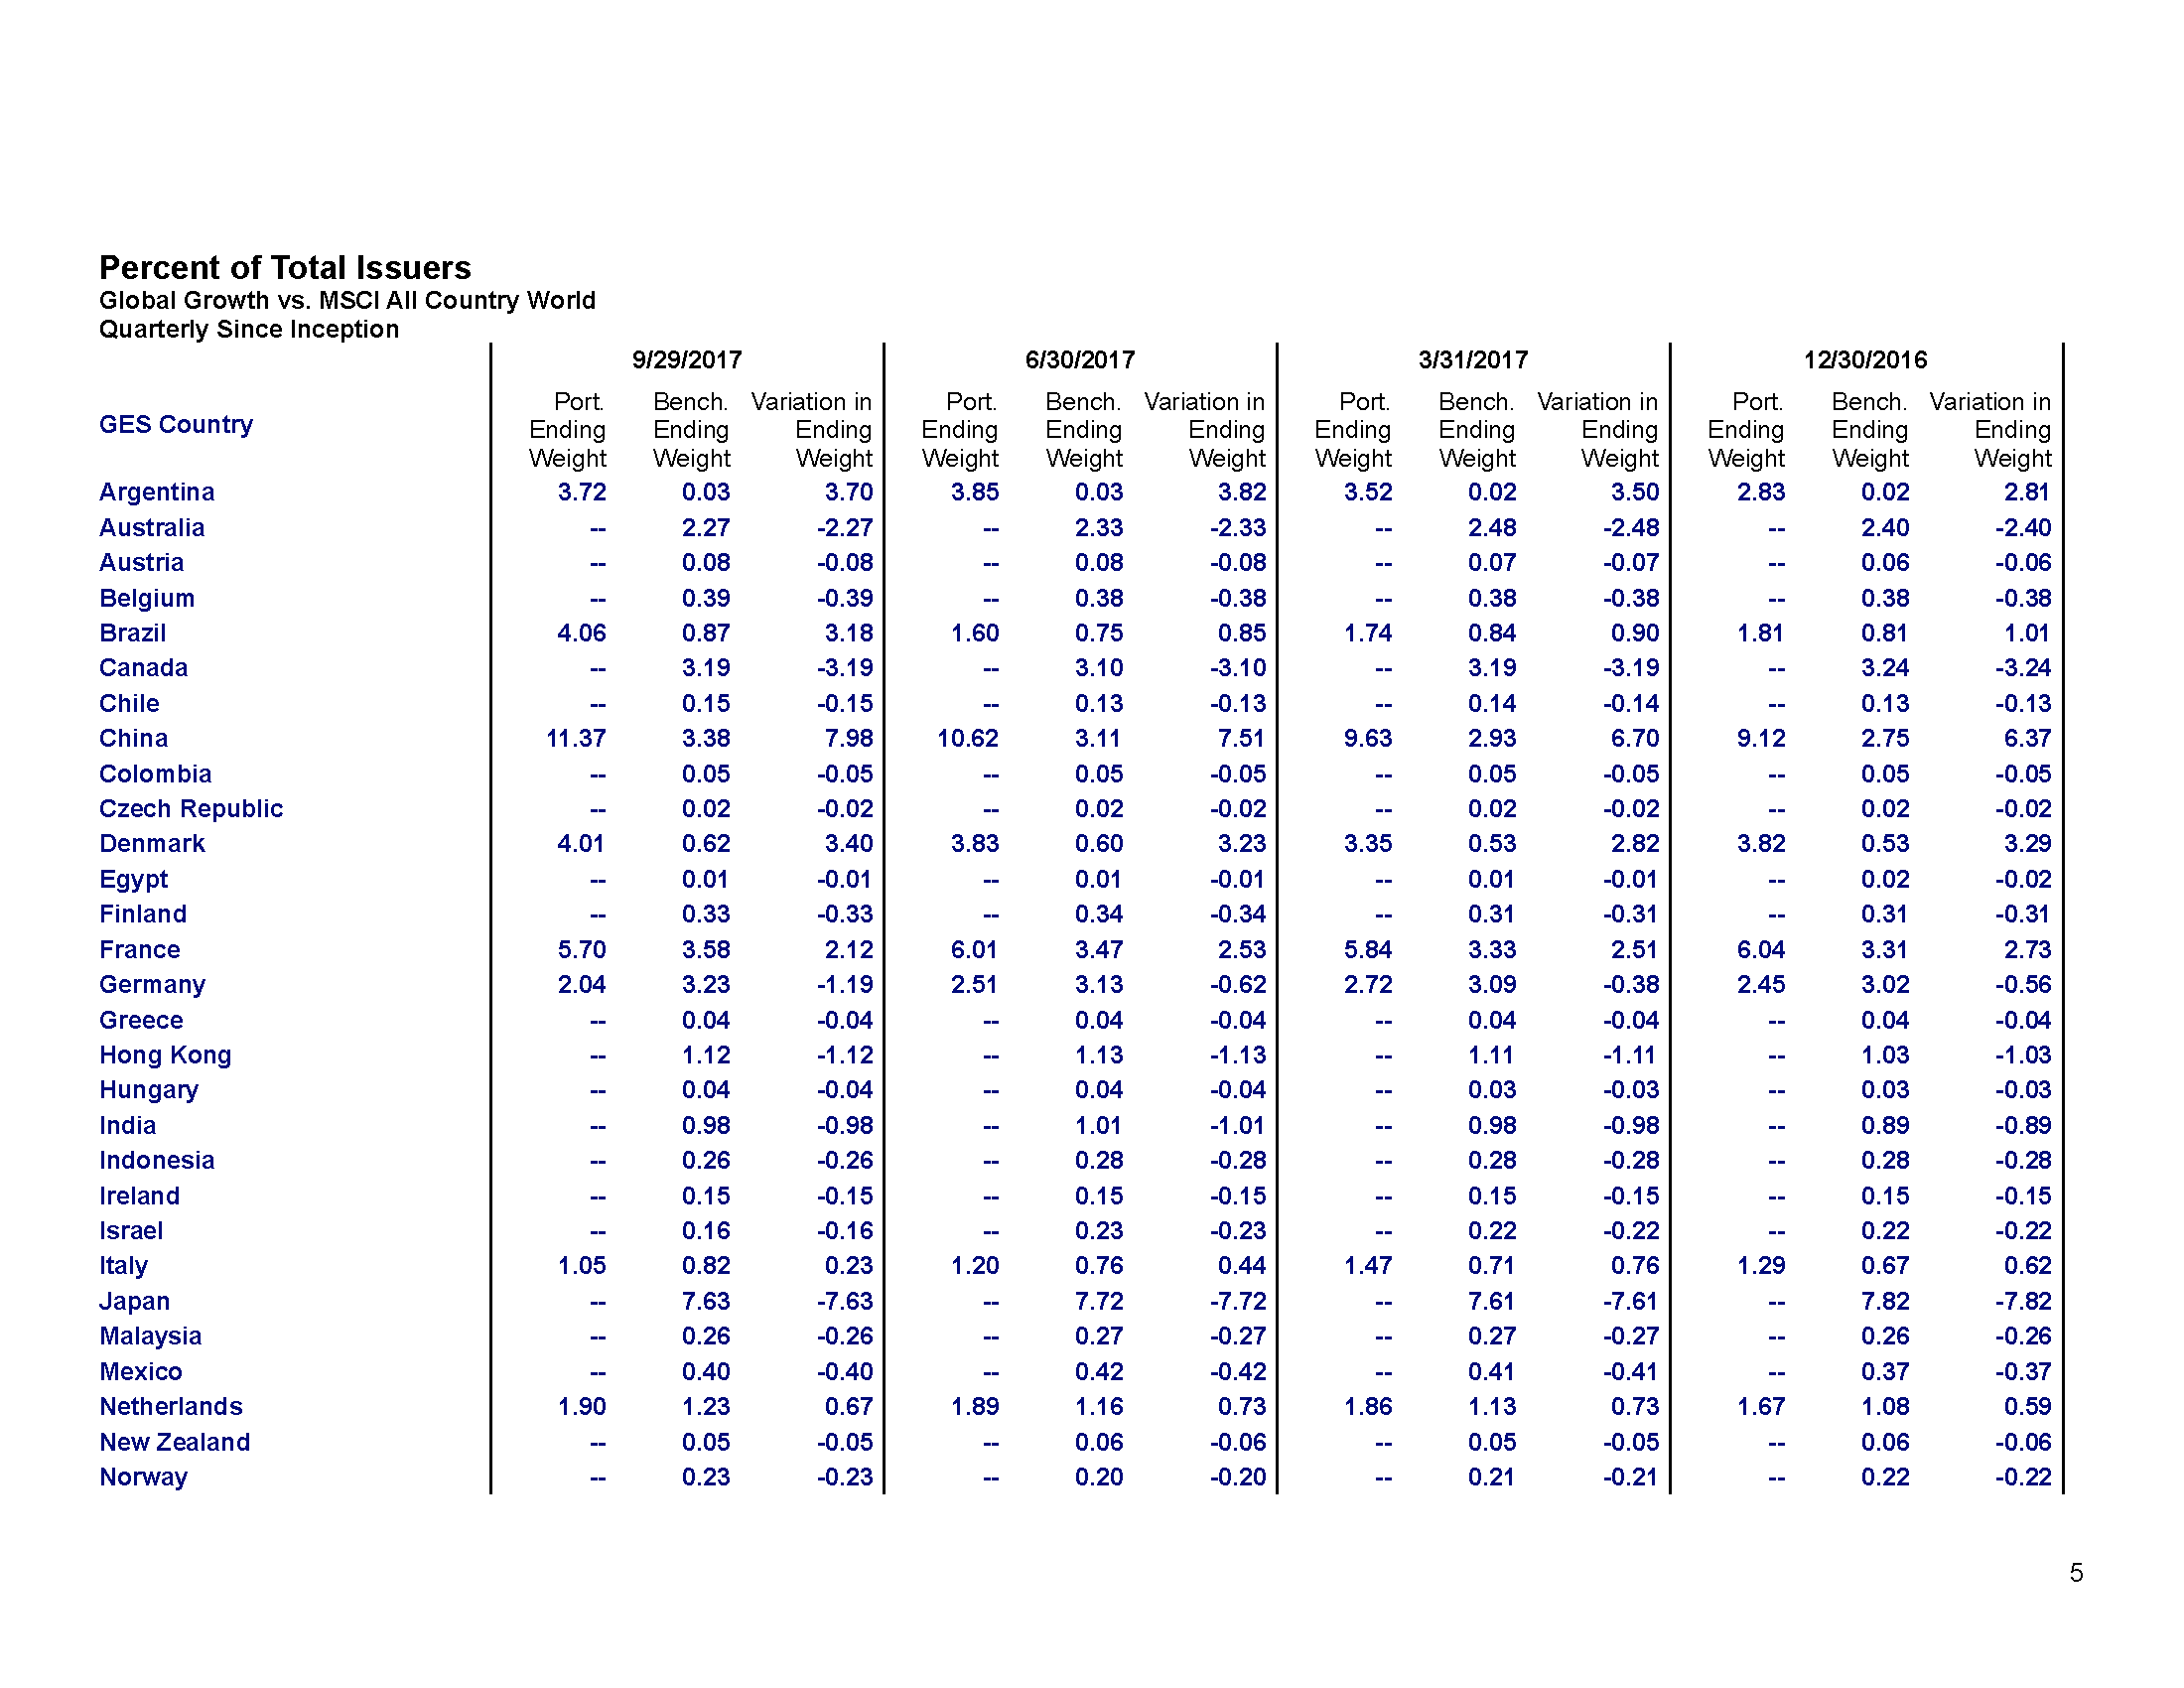 Percent of Total Issuers
Global Growth vs. MSCI All Country World
Quarterly Since Inception
9/29/2017 6/30/2017 3/31/2017 12/30/2016
GES Country
Port. Bench. Variation in Port. Bench. Variation in Port. Bench. Variation in Port. Bench. Variation in
Ending Ending Ending Ending Ending Ending Ending Ending Ending Ending Ending Ending
Weight Weight Weight Weight Weight Weight Weight Weight Weight Weight Weight Weight
Argentina 3.72 0.03 3.70 3.85 0.03 3.82 3.52 0.02 3.50 2.83 0.02 2.81
Australia -- 2.27 -2.27 -- 2.33 -2.33 -- 2.48 -2.48 -- 2.40 -2.40
Austria -- 0.08 -0.08 -- 0.08 -0.08 -- 0.07 -0.07 -- 0.06 -0.06
Belgium -- 0.39 -0.39 -- 0.38 -0.38 -- 0.38 -0.38 -- 0.38 -0.38
Brazil 4.06 0.87 3.18 1.60 0.75 0.85 1.74 0.84 0.90 1.81 0.81 1.01
Canada -- 3.19 -3.19 -- 3.10 -3.10 -- 3.19 -3.19 -- 3.24 -3.24
Chile -- 0.15 -0.15 -- 0.13 -0.13 -- 0.14 -0.14 -- 0.13 -0.13
China 11.37 3.38 7.98 10.62 3.11 7.51 9.63 2.93 6.70 9.12 2.75 6.37
Colombia -- 0.05 -0.05 -- 0.05 -0.05 -- 0.05 -0.05 -- 0.05 -0.05
Czech Republic -- 0.02 -0.02 -- 0.02 -0.02 -- 0.02 -0.02 -- 0.02 -0.02
Denmark 4.01 0.62 3.40 3.83 0.60 3.23 3.35 0.53 2.82 3.82 0.53 3.29
Egypt -- 0.01 -0.01 -- 0.01 -0.01 -- 0.01 -0.01 -- 0.02 -0.02
Finland -- 0.33 -0.33 -- 0.34 -0.34 -- 0.31 -0.31 -- 0.31 -0.31
France 5.70 3.58 2.12 6.01 3.47 2.53 5.84 3.33 2.51 6.04 3.31 2.73
Germany 2.04 3.23 -1.19 2.51 3.13 -0.62 2.72 3.09 -0.38 2.45 3.02 -0.56
Greece -- 0.04 -0.04 -- 0.04 -0.04 -- 0.04 -0.04 -- 0.04 -0.04
Hong Kong -- 1.12 -1.12 -- 1.13 -1.13 -- 1.11 -1.11 -- 1.03 -1.03
Hungary -- 0.04 -0.04 -- 0.04 -0.04 -- 0.03 -0.03 -- 0.03 -0.03
India -- 0.98 -0.98 -- 1.01 -1.01 -- 0.98 -0.98 -- 0.89 -0.89
Indonesia -- 0.26 -0.26 -- 0.28 -0.28 -- 0.28 -0.28 -- 0.28 -0.28
Ireland -- 0.15 -0.15 -- 0.15 -0.15 -- 0.15 -0.15 -- 0.15 -0.15
Israel -- 0.16 -0.16 -- 0.23 -0.23 -- 0.22 -0.22 -- 0.22 -0.22
Italy 1.05 0.82 0.23 1.20 0.76 0.44 1.47 0.71 0.76 1.29 0.67 0.62
Japan -- 7.63 -7.63 -- 7.72 -7.72 -- 7.61 -7.61 -- 7.82 -7.82
Malaysia -- 0.26 -0.26 -- 0.27 -0.27 -- 0.27 -0.27 -- 0.26 -0.26
Mexico -- 0.40 -0.40 -- 0.42 -0.42 -- 0.41 -0.41 -- 0.37 -0.37
Netherlands 1.90 1.23 0.67 1.89 1.16 0.73 1.86 1.13 0.73 1.67 1.08 0.59
New Zealand -- 0.05 -0.05 -- 0.06 -0.06 -- 0.05 -0.05 -- 0.06 -0.06
Norway -- 0.23 -0.23 -- 0.20 -0.20 -- 0.21 -0.21 -- 0.22 -0.22
5